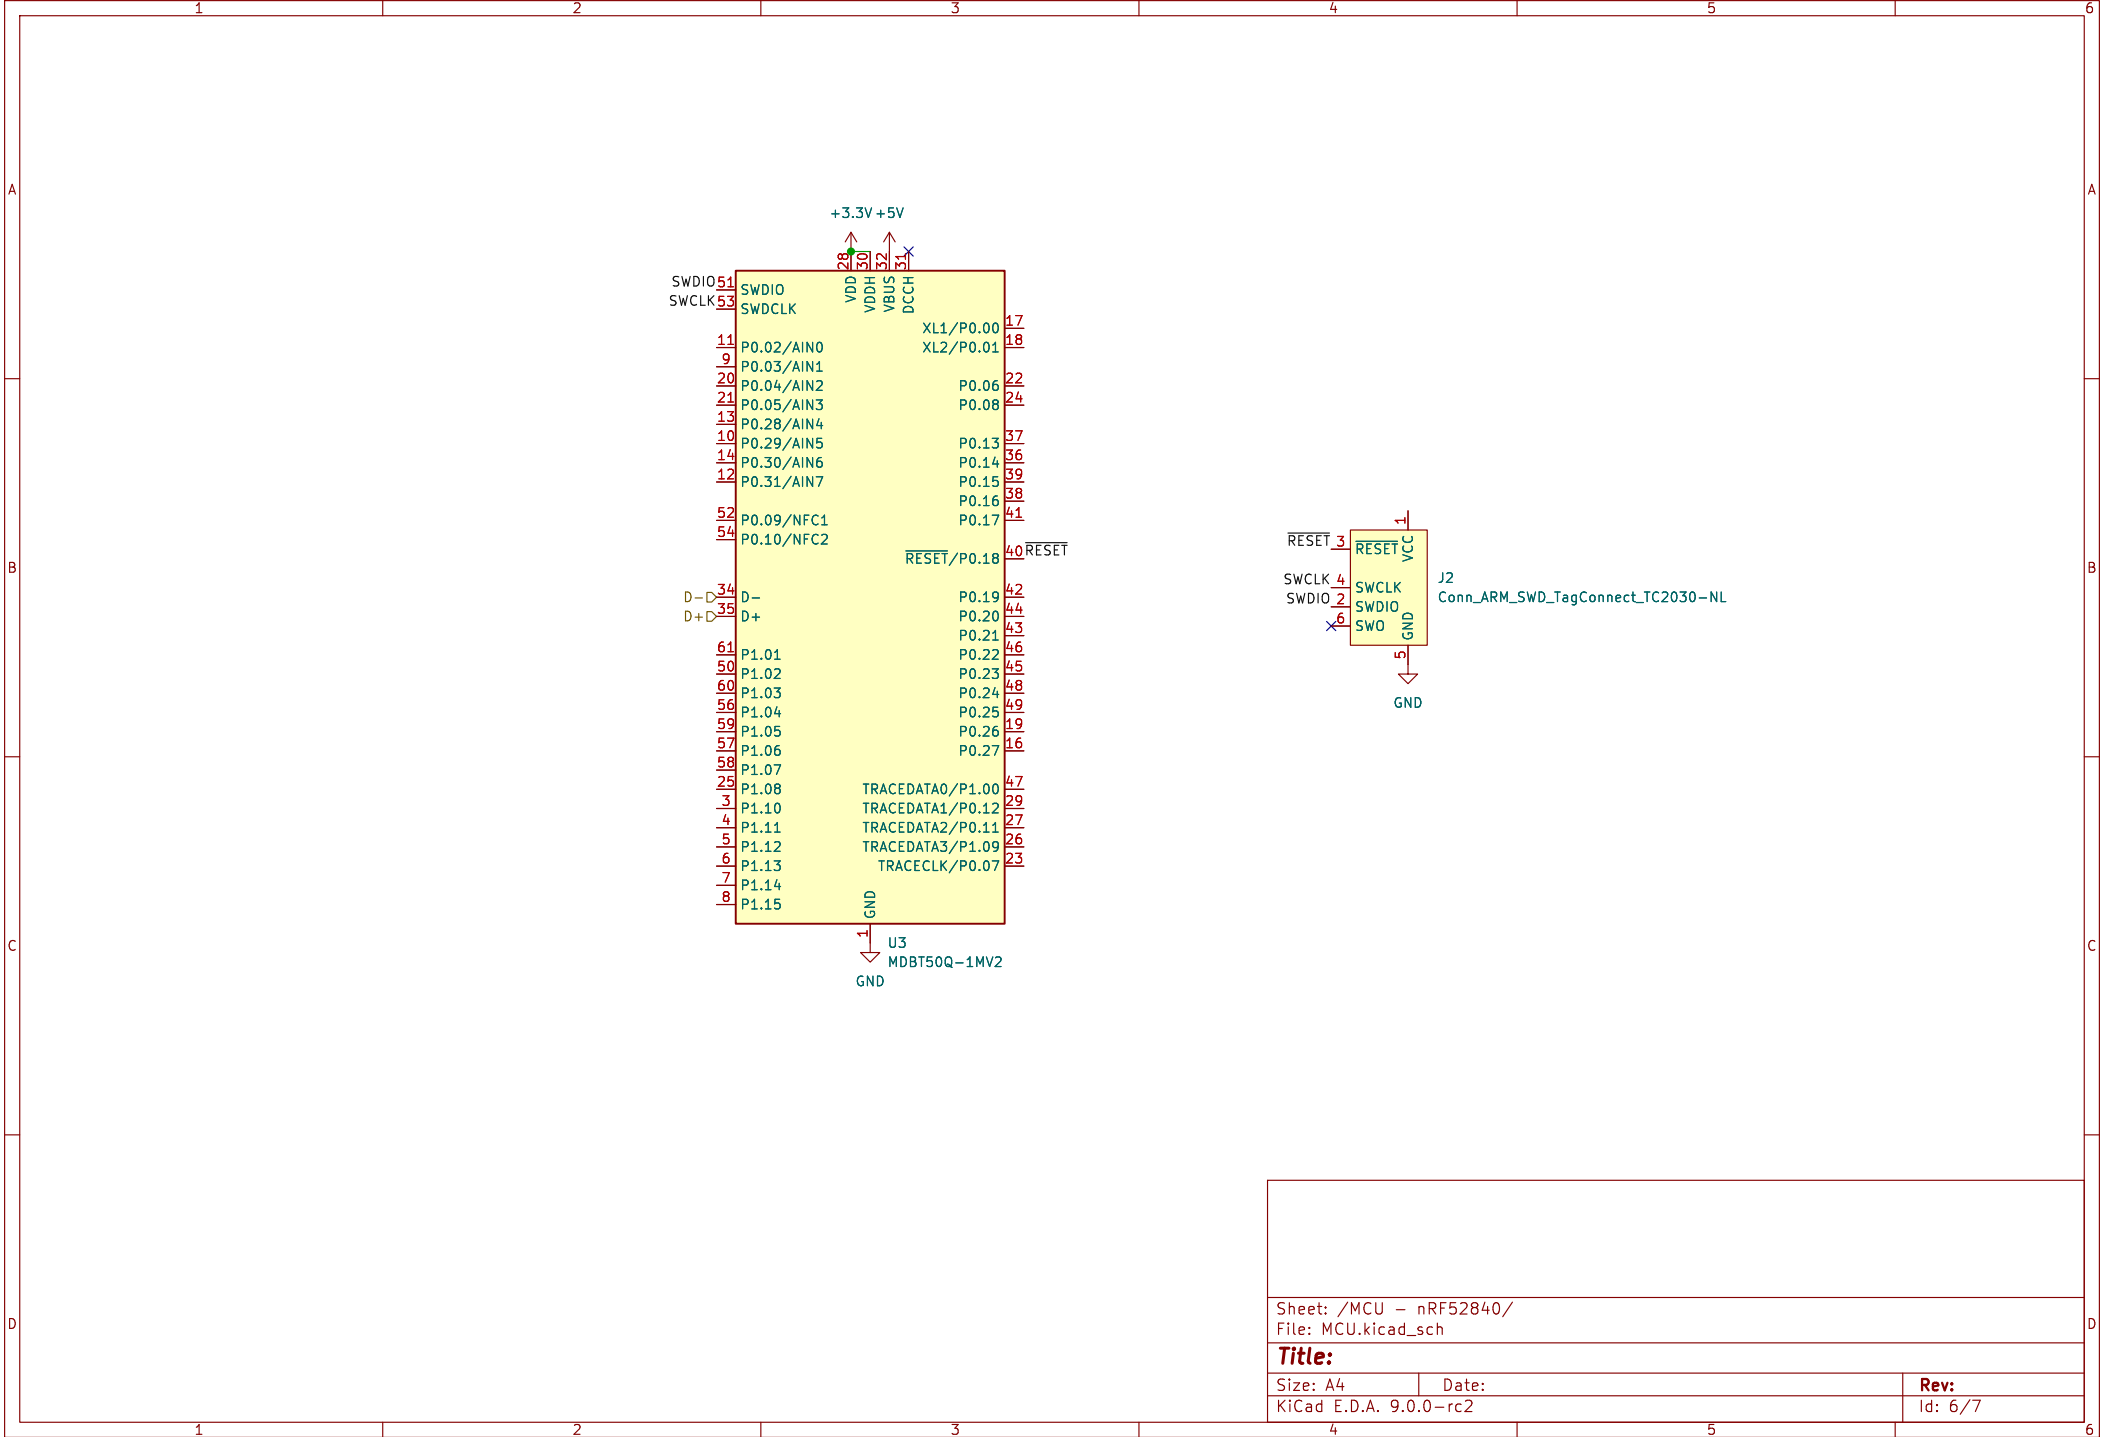 1 2 3 4 5 6
A A
+3.3V +5V
28 30 32 31
VDD VDDH VBUS DCCH
SWDIO 51 SWDIO
SWCLK 53 SWDCLK
XL1/P0.00 17
11 P0.02/AIN0 XL2/P0.01 18
9 P0.03/AIN1
20 P0.04/AIN2 P0.06 22
21 P0.05/AIN3 P0.08 24
13 P0.28/AIN4
10 P0.29/AIN5 P0.13 37
14 P0.30/AIN6 P0.14 36
12 P0.31/AIN7 P0.15 39
P0.16 38
52 P0.09/NFC1 P0.17 41
54 P0.10/NFC2
RESET/P0.18 40 RESET
B B
34 D- D- P0.19 42
35 D+ D+ P0.20 44
P0.21 43
61 P1.01 P0.22 46
50 P1.02 P0.23 45
60 P1.03 P0.24 48
56 P1.04 P0.25 49
59 P1.05 P0.26 19
57 P1.06 P0.27 16
58 P1.07
25 P1.08 TRACEDATA0/P1.00 47
3 P1.10 TRACEDATA1/P0.12 29
4 P1.11 TRACEDATA2/P0.11 27
5 P1.12 TRACEDATA3/P1.09 26
6 P1.13 TRACECLK/P0.07 23
7 P1.14
8 P1.15
GND
1
U3
MDBT50Q-1MV2
GND
1
VCC
RESET 3 RESET
SWCLK 4 SWCLK
SWDIO 2 SWDIO
6 SWO
GND
5
J2
Conn_ARM_SWD_TagConnect_TC2030-NL
GND
C C
D D
Sheet: /MCU - nRF52840/
File: MCU.kicad_sch
Title:
Size: A4 Date: Rev:
KiCad E.D.A. 9.0.0-rc2 Id: 6/7
1 2 3 4 5 6